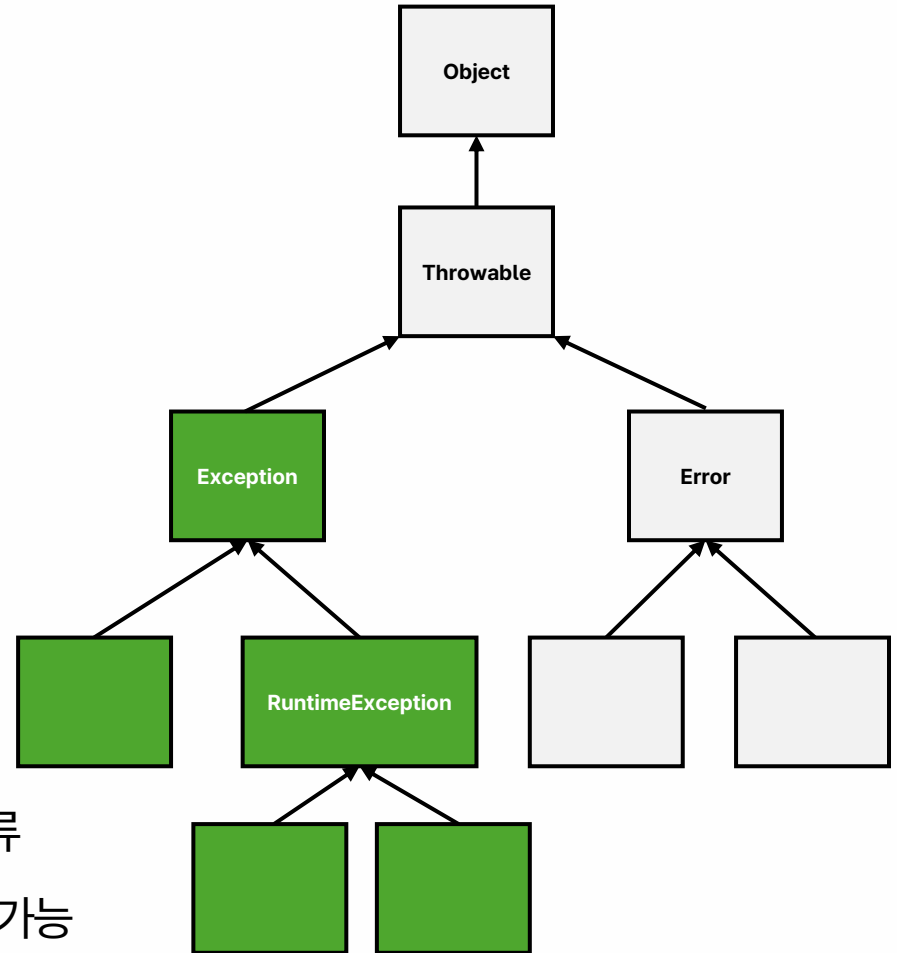 Object
Throwable
Exception
Error
RuntimeException
류
가능